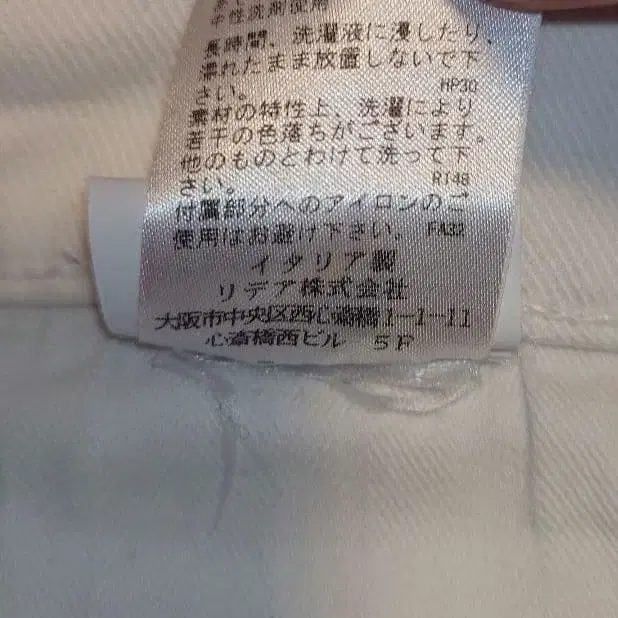 中性洗剤使用
長時間、洗濯液に浸したり、
濡れたまま放置しないで下
さい。 HP30
素材の特性上、洗濯により
若干の色落ちがございます。
他のものとわけて洗って下
さい。 RI48
付属部分へのアイロンのご
使用はお避け下さい。 FA32
イタリア製
リデア株式会社
大阪市中央区西心斎橋1-1-11
心斎橋西ビル 5F